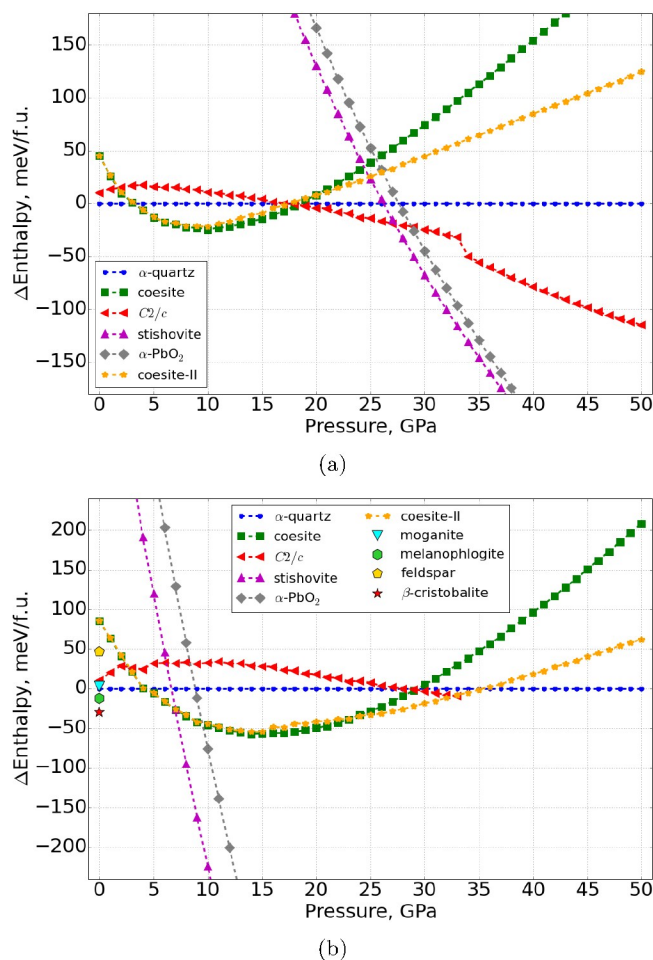 150
100
50
0
−50
−100
−150
ΔEnthalpy, meV/f.u.
α-quartz
coesite
C2/c
stishovite
α-PbO₂
coesite-II
0 5 10 15 20 25 30 35 40 45 50
Pressure, GPa
(a)
200
150
100
50
0
−50
−100
−150
−200
ΔEnthalpy, meV/f.u.
α-quartz
coesite
C2/c
stishovite
α-PbO₂
coesite-II
moganite
melanophlogite
feldspar
β-cristobalite
0 5 10 15 20 25 30 35 40 45 50
Pressure, GPa
(b)